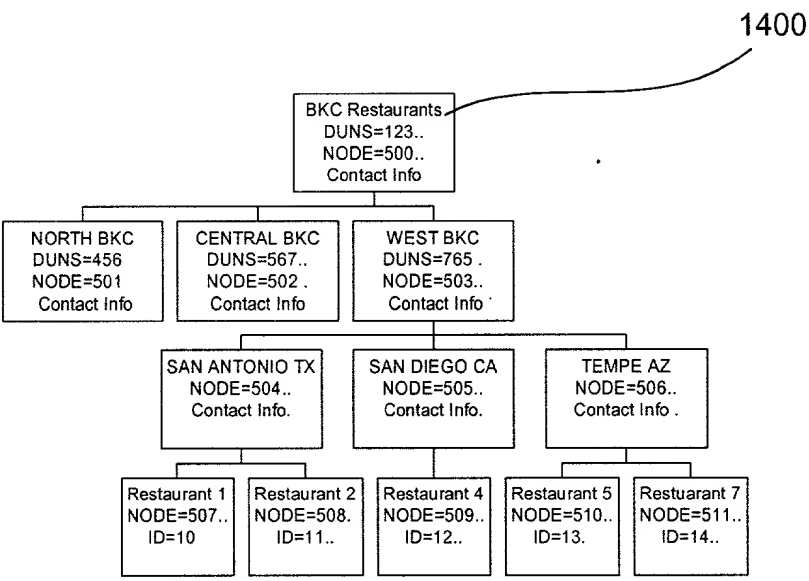 1400
BKC Restaurants
DUNS=123..
NODE=500..
Contact Info
NORTH BKC
DUNS=456
NODE=501
Contact Info
CENTRAL BKC
DUNS=567..
NODE=502 .
Contact Info
WEST BKC
DUNS=765 .
NODE=503..
Contact Info
SAN ANTONIO TX
NODE=504..
Contact Info.
SAN DIEGO CA
NODE=505..
Contact Info.
TEMPE AZ
NODE=506..
Contact Info .
Restaurant 1
NODE=507..
ID=10
Restaurant 2
NODE=508.
ID=11..
Restaurant 4
NODE=509..
ID=12..
Restaurant 5
NODE=510..
ID=13.
Restuarant 7
NODE=511..
ID=14..